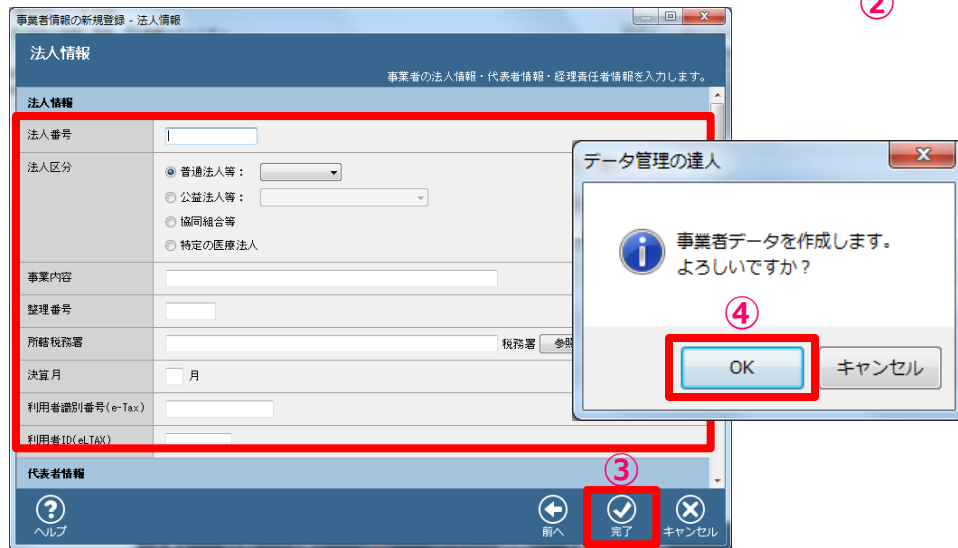 ②
事業者情報の新規登録 - 法人情報
法人情報
事業者の法人情報・代表者情報・経理責任者情報を入力します。
法人情報
法人番号
法人区分
普通法人等：
公益法人等：
協同組合等
特定の医療法人
事業内容
整理番号
所轄税務署
税務署 参照
決算月
月
利用者識別番号(e-Tax)
利用者ID(eLTAX)
代表者情報
③
ヘルプ
前へ
完了
キャンセル
データ管理の達人
事業者データを作成します。
よろしいですか？
④
OK
キャンセル